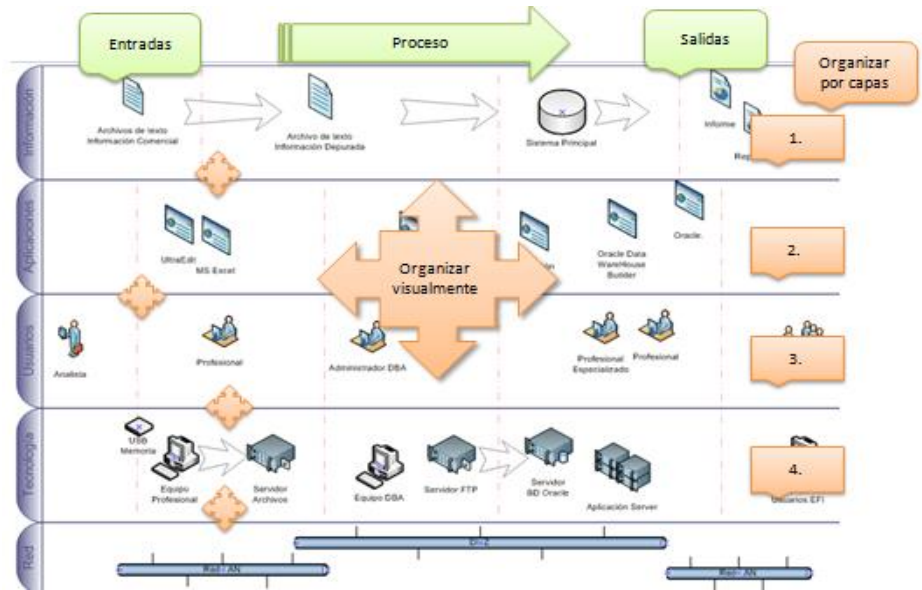 Entradas
Proceso
Salidas
Organizar
por capas
Información
Archivos de texto
Información Comercial
Archivo de texto
Información Depurada
Sistema Principal
Informe
1.
Aplicaciones
UltraEdit
MS Excel
Organizar
visualmente
Oracle Data
WareHouse
Builder
Oracle.
2.
Usuarios
Analista
Profesional
Administrador DBA
Profesional
Especializado
Profesional
3.
Tecnología
USB
Memoria
Equipo
Profesional
Servidor
Archivos
Equipo DBA
Servidor FTP
Servidor
BD Oracle
Aplicación Server
Usuarios EFI
4.
Red